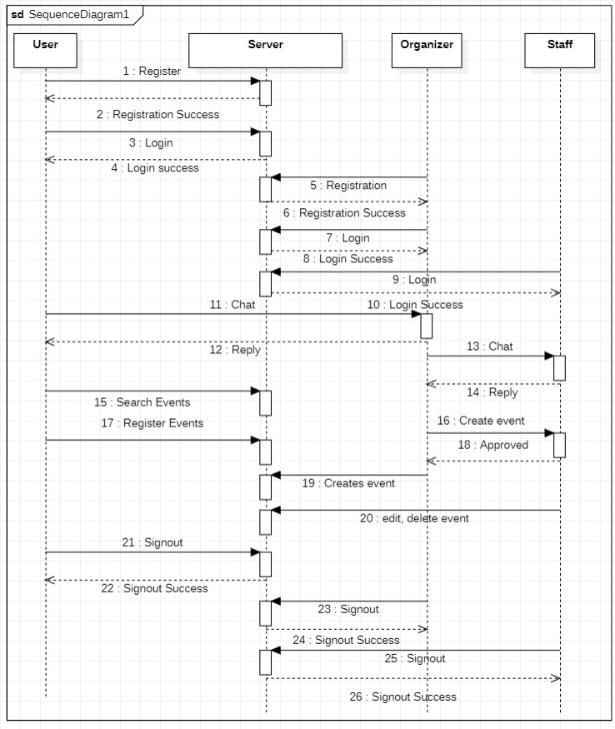 sd SequenceDiagram1
User
Server
Organizer
Staff
1 : Register
2 : Registration Success
3 : Login
4 : Login success
5 : Registration
6 : Registration Success
7 : Login
8 : Login Success
9 : Login
10 : Login Success
11 : Chat
12 : Reply
13 : Chat
14 : Reply
15 : Search Events
16 : Create event
17 : Register Events
18 : Approved
19 : Creates event
20 : edit, delete event
21 : Signout
22 : Signout Success
23 : Signout
24 : Signout Success
25 : Signout
26 : Signout Success